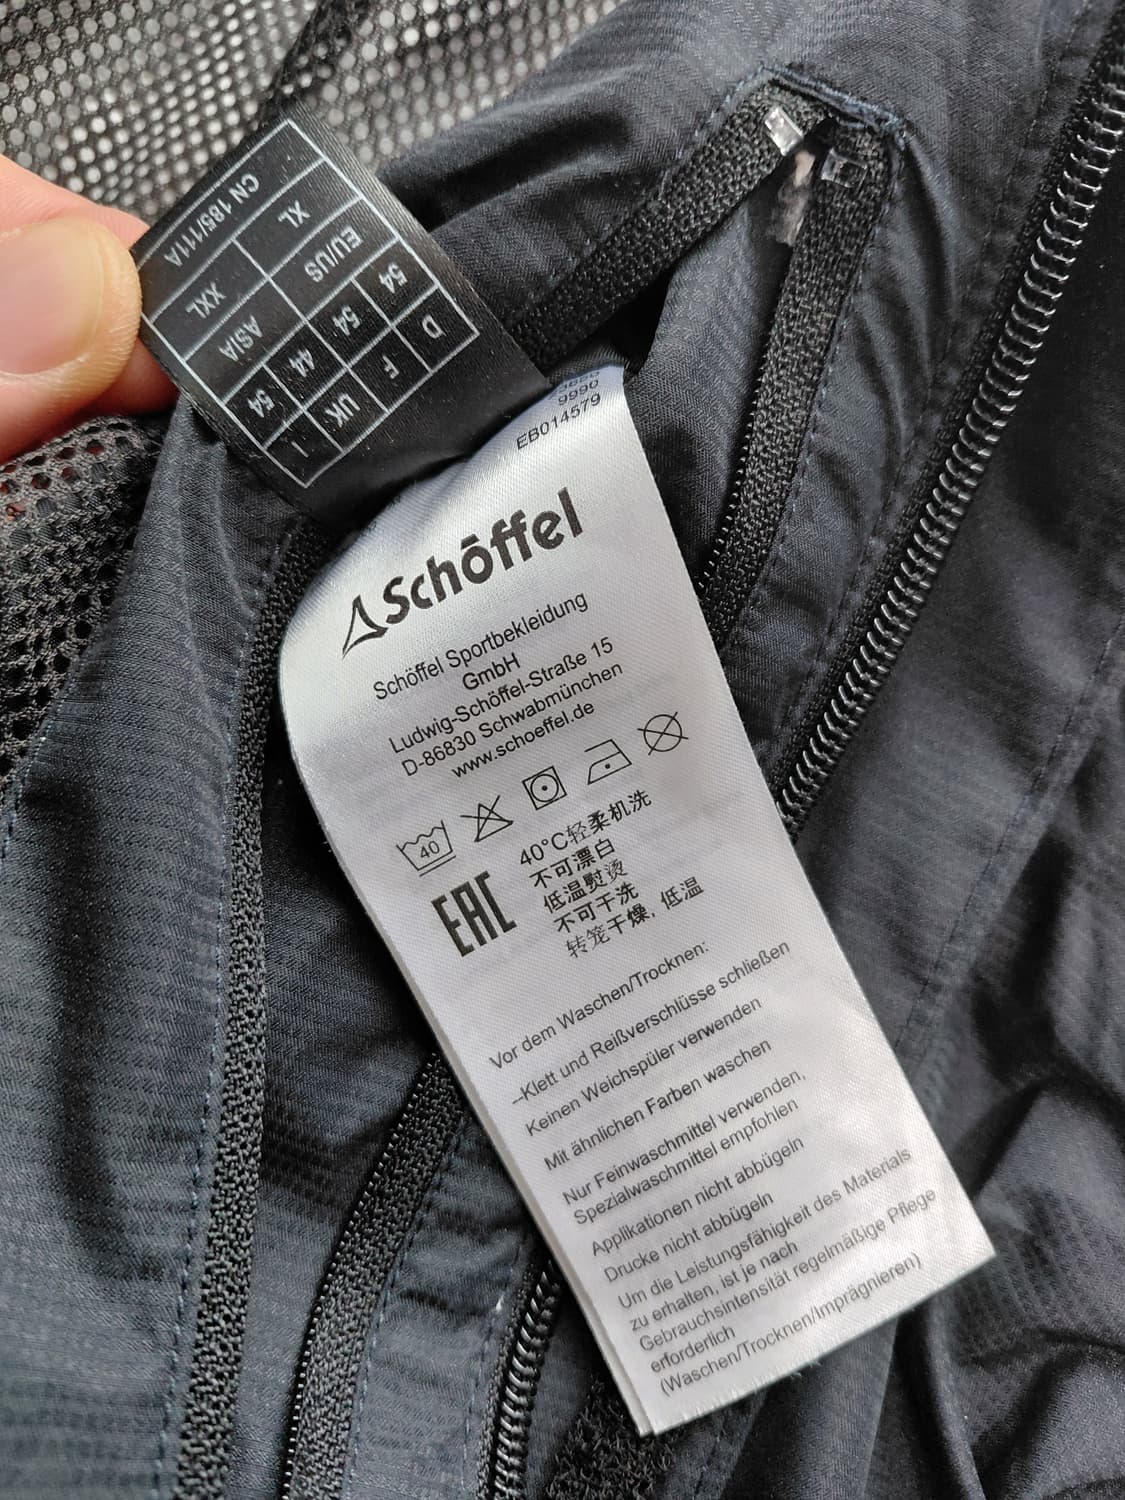 D F UK I
54 54 44 54
EU/US ASIA
XL XXL
CN 185/111A
9990
EB014579
Schöffel
Schöffel Sportbekleidung
GmbH
Ludwig-Schöffel-Straße 15
D-86830 Schwabmünchen
www.schoeffel.de
40
EAC
40°C轻柔机洗
不可漂白
低温熨烫
不可干洗
转笼干燥, 低温
Vor dem Waschen/Trocknen:
–Klett und Reißverschlüsse schließen
Keinen Weichspüler verwenden
Mit ähnlichen Farben waschen
Nur Feinwaschmittel verwenden,
Spezialwaschmittel empfohlen
Applikationen nicht abbügeln
Drucke nicht abbügeln
Um die Leistungsfähigkeit des Materials
zu erhalten, ist je nach
Gebrauchsintensität regelmäßige Pflege
erforderlich
(Waschen/Trocknen/Imprägnieren)